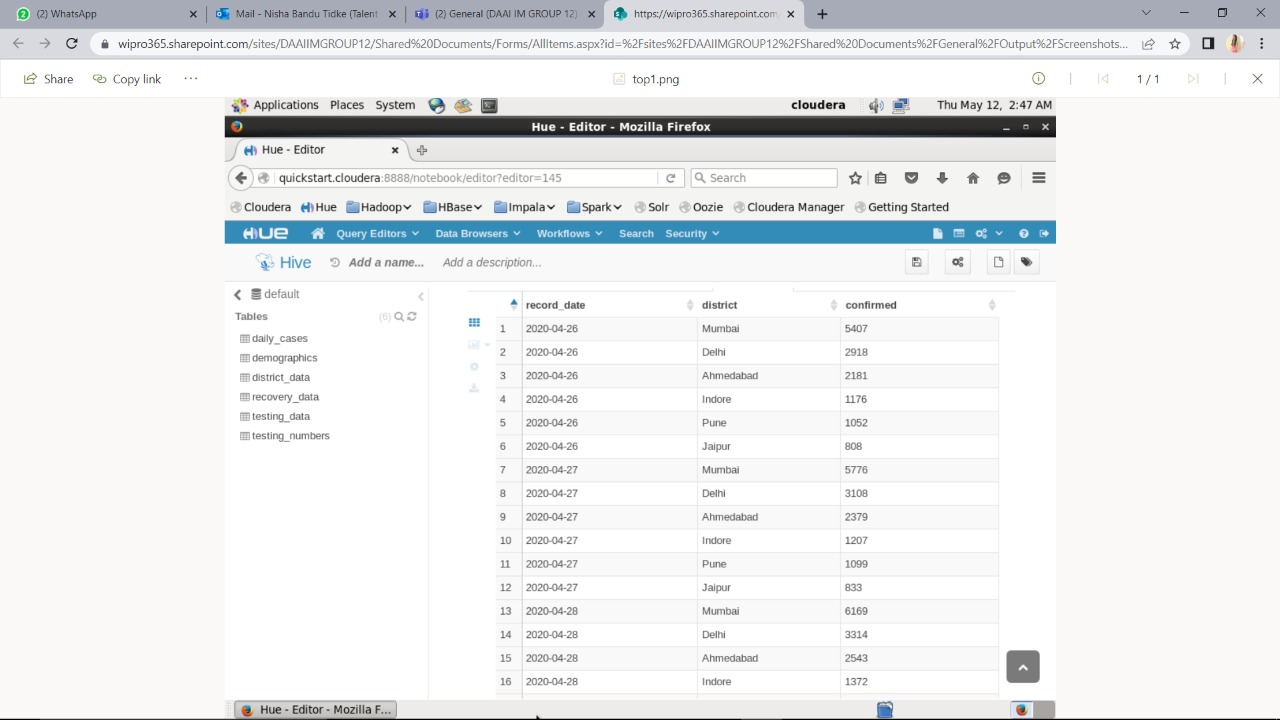 (2) WhatsApp
Mail - Nisha Bandu Tidke (Talent
(2) General (DAAI IM GROUP 12)
https://wipro365.sharepoint.com
wipro365.sharepoint.com/sites/DAAIIMGROUP12/Shared%20Documents/Forms/AllItems.aspx?id=%2Fsites%2FDAAIIMGROUP12%2FShared%20Documents%2FGeneral%2FOutput%2FScreenshots...
Share Copy link ... top1.png 1 / 1
Applications Places System cloudera Thu May 12, 2:47 AM
Hue - Editor - Mozilla Firefox
Hue - Editor
quickstart.cloudera:8888/notebook/editor?editor=145 Search
Cloudera Hue Hadoop HBase Impala Spark Solr Oozie Cloudera Manager Getting Started
HUE Query Editors Data Browsers Workflows Search Security
Hive Add a name... Add a description...
default
Tables (6)
daily_cases
demographics
district_data
recovery_data
testing_data
testing_numbers
record_date district confirmed
1 2020-04-26 Mumbai 5407
2 2020-04-26 Delhi 2918
3 2020-04-26 Ahmedabad 2181
4 2020-04-26 Indore 1176
5 2020-04-26 Pune 1052
6 2020-04-26 Jaipur 808
7 2020-04-27 Mumbai 5776
8 2020-04-27 Delhi 3108
9 2020-04-27 Ahmedabad 2379
10 2020-04-27 Indore 1207
11 2020-04-27 Pune 1099
12 2020-04-27 Jaipur 833
13 2020-04-28 Mumbai 6169
14 2020-04-28 Delhi 3314
15 2020-04-28 Ahmedabad 2543
16 2020-04-28 Indore 1372
Hue - Editor - Mozilla F...